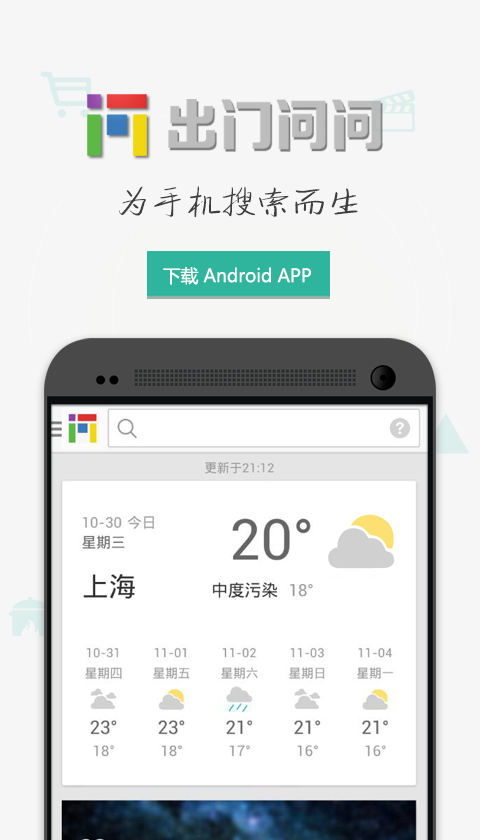 出门问问
为手机搜索而生
下载 Android APP
?
更新于21:12
10-30 今日
星期三
20°
上海
中度污染 18°
10-31 11-01 11-02 11-03 11-04
星期四 星期五 星期六 星期日 星期一
23° 23° 21° 21° 21°
18° 18° 17° 16° 16°